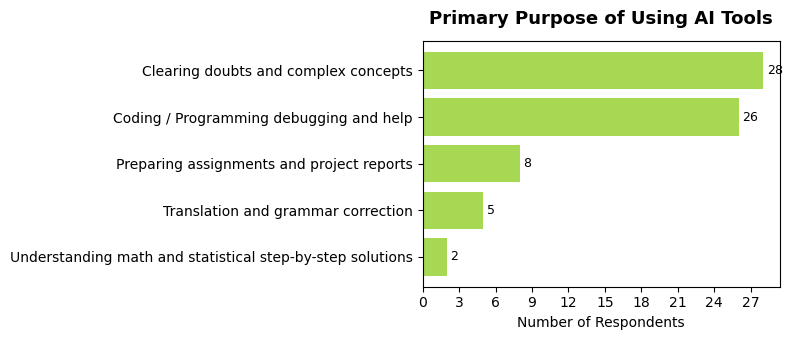 Primary Purpose of Using AI Tools
Clearing doubts and complex concepts 28
Coding / Programming debugging and help 26
Preparing assignments and project reports 8
Translation and grammar correction 5
Understanding math and statistical step-by-step solutions 2
0 3 6 9 12 15 18 21 24 27
Number of Respondents